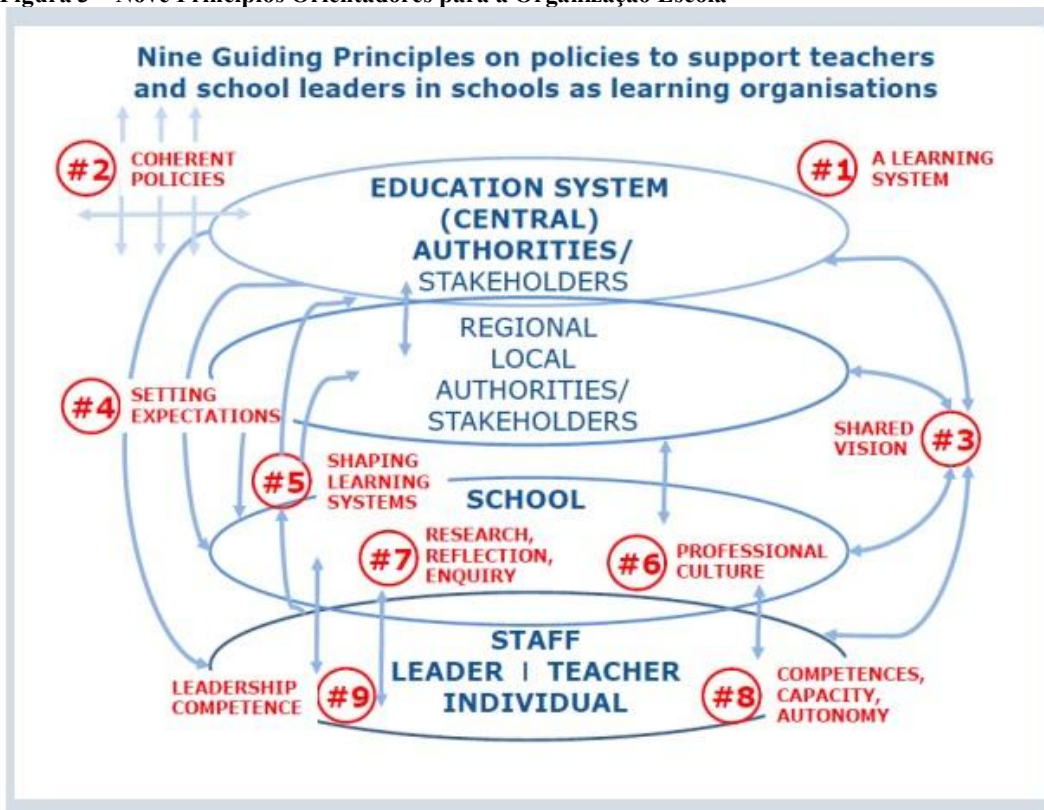 Figura 3 – Nove Princípios Orientadores para a Organização Escola
Nine Guiding Principles on policies to support teachers
and school leaders in schools as learning organisations
#2
COHERENT
POLICIES
#1
A LEARNING
SYSTEM
EDUCATION SYSTEM
(CENTRAL)
AUTHORITIES/
STAKEHOLDERS
REGIONAL
LOCAL
AUTHORITIES/
STAKEHOLDERS
#4
SETTING
EXPECTATIONS
SHARED
VISION
#3
#5
SHAPING
LEARNING
SYSTEMS
SCHOOL
#7
RESEARCH,
REFLECTION,
ENQUIRY
#6
PROFESSIONAL
CULTURE
STAFF
LEADER | TEACHER
INDIVIDUAL
LEADERSHIP
COMPETENCE
#9
#8
COMPETENCES,
CAPACITY,
AUTONOMY